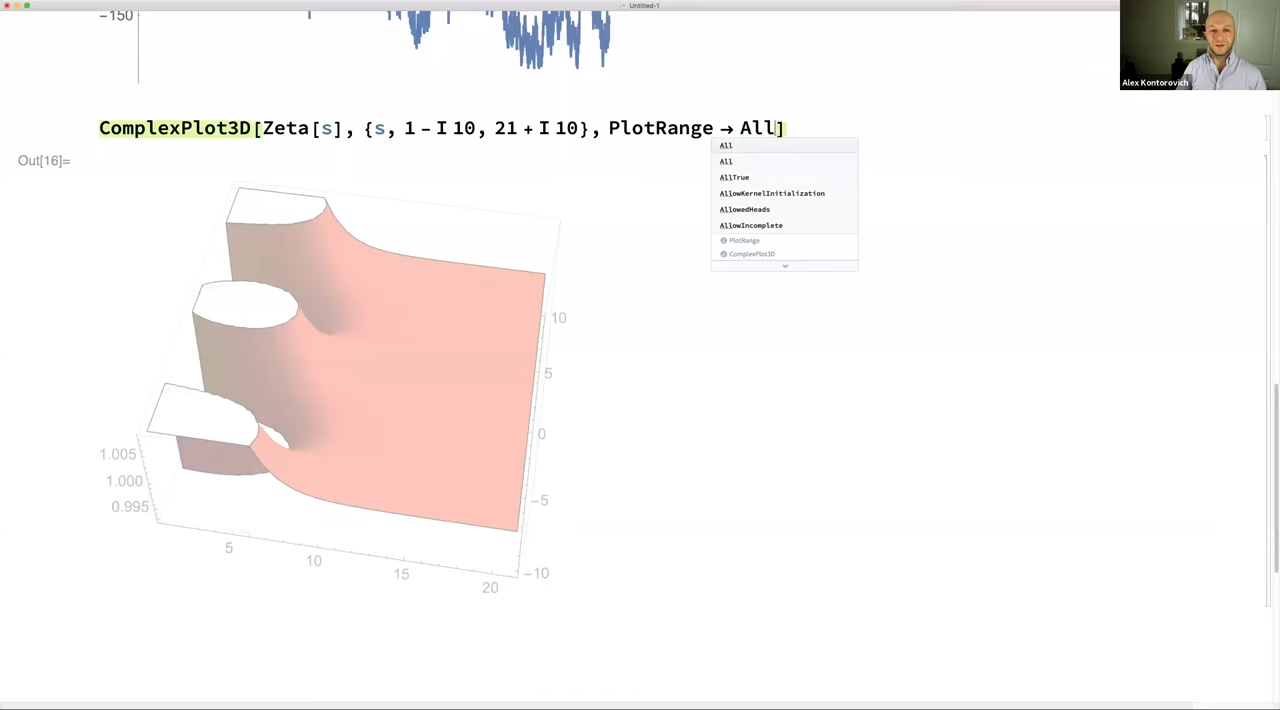 Untitled-1
−150
Alex Kontorovich
ComplexPlot3D[Zeta[s], {s, 1 − I 10, 21 + I 10}, PlotRange → All]
All
All
AllTrue
AllowKernelInitialization
AllowedHeads
AllowIncomplete
PlotRange
ComplexPlot3D
Out[16]=
10
5
0
−5
−10
1.005
1.000
0.995
5
10
15
20